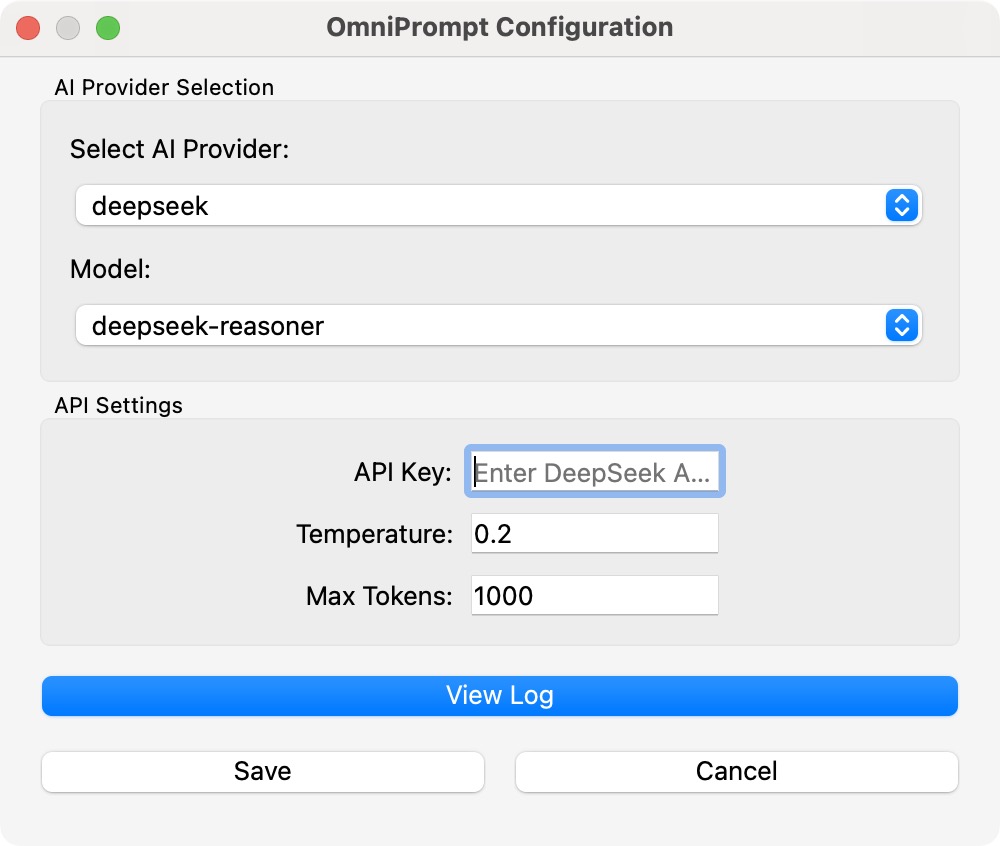 OmniPrompt Configuration
AI Provider Selection
Select AI Provider:
deepseek
Model:
deepseek-reasoner
API Settings
API Key: Enter DeepSeek A...
Temperature: 0.2
Max Tokens: 1000
View Log
Save Cancel